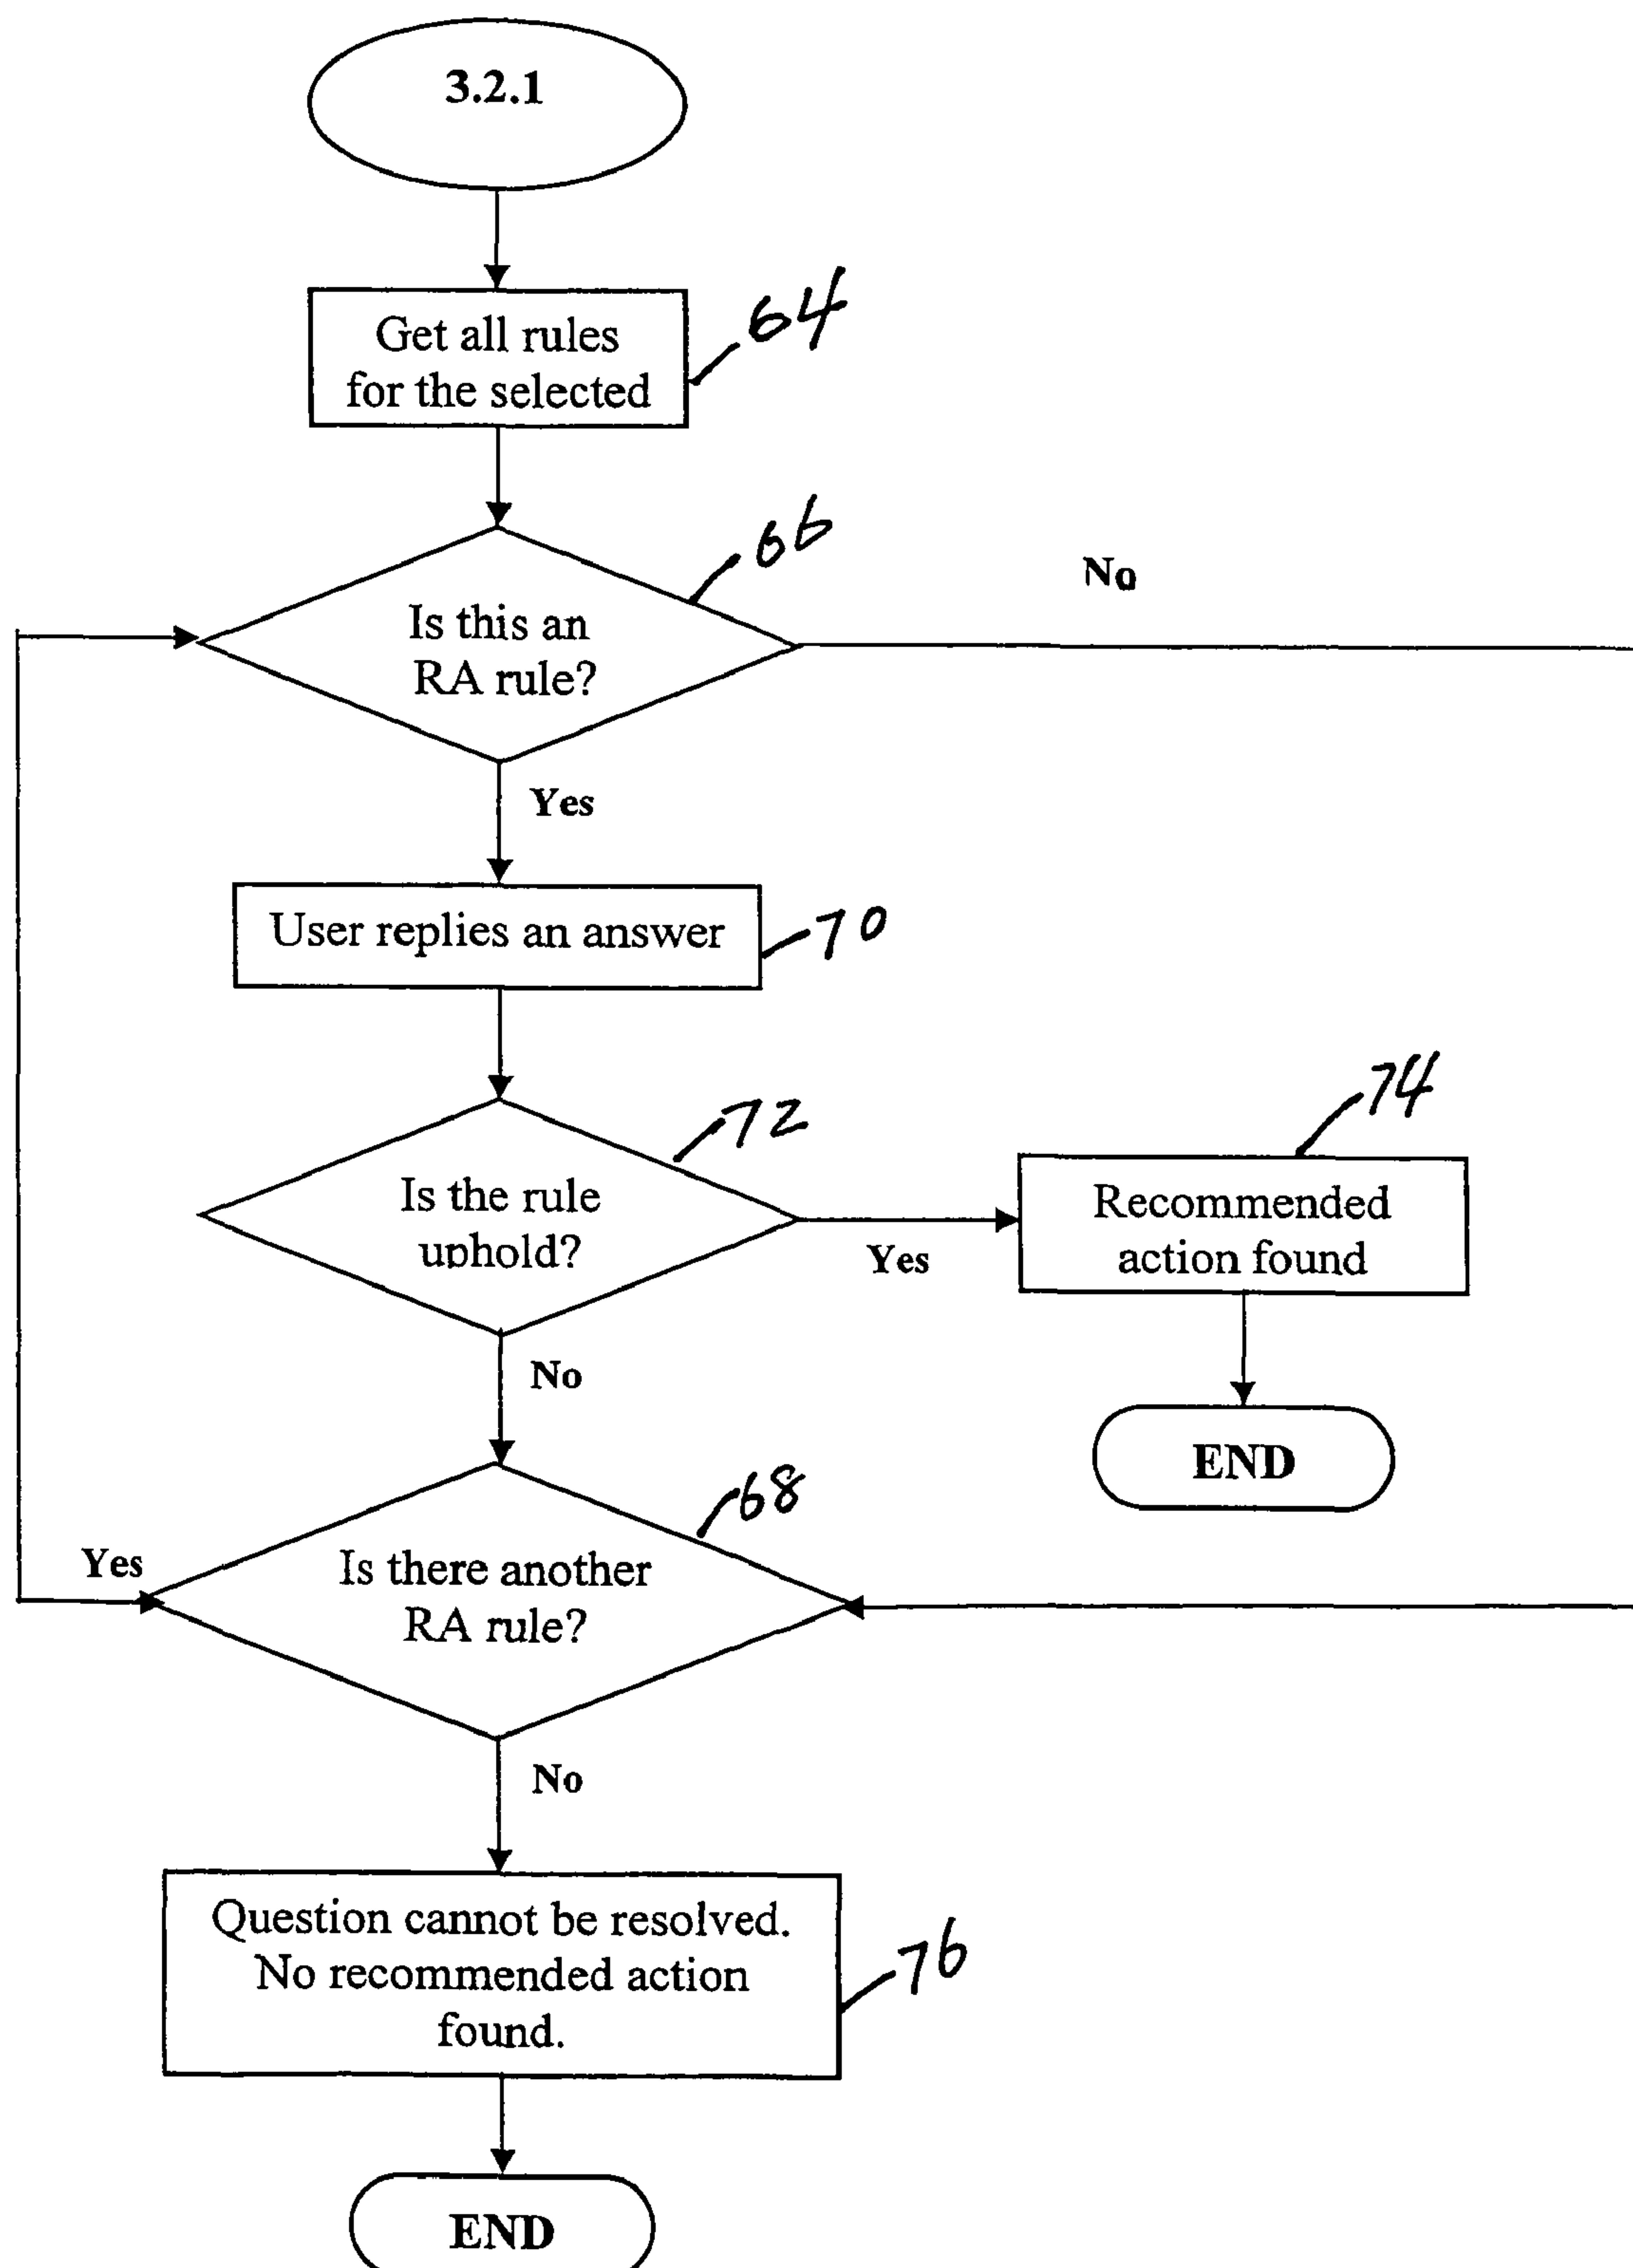 3.2.1
Get all rules
for the selected
64
66
Is this an
RA rule?
No
Yes
User replies an answer
70
72
Is the rule
uphold?
Yes
74
Recommended
action found
No
END
68
Is there another
RA rule?
Yes
No
Question cannot be resolved.
No recommended action
found.
76
END